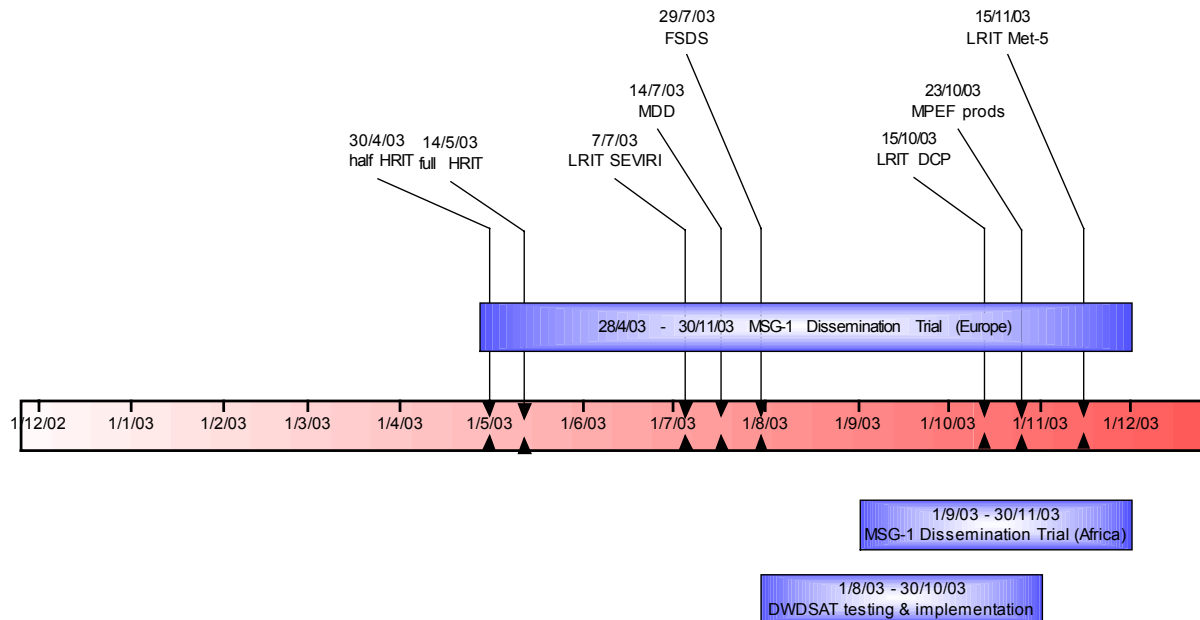 29/7/03
FSDS
15/11/03
LRIT Met-5
14/7/03
MDD
23/10/03
MPEF prods
30/4/03
half HRIT
14/5/03
full HRIT
7/7/03
LRIT SEVIRI
15/10/03
LRIT DCP
28/4/03 - 30/11/03 MSG-1 Dissemination Trial (Europe)
1/12/02 1/1/03 1/2/03 1/3/03 1/4/03 1/5/03 1/6/03 1/7/03 1/8/03 1/9/03 1/10/03 1/11/03 1/12/03
1/9/03 - 30/11/03
MSG-1 Dissemination Trial (Africa)
1/8/03 - 30/10/03
DWDSAT testing & implementation